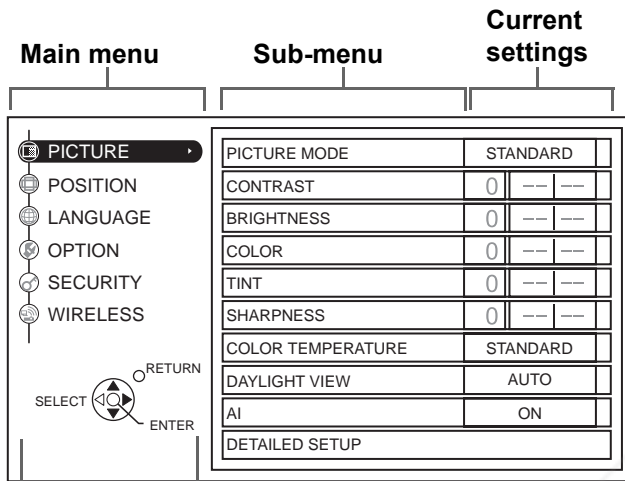 Main menu
Sub-menu
Current
settings
PICTURE
POSITION
LANGUAGE
OPTION
SECURITY
WIRELESS
RETURN
SELECT
ENTER
PICTURE MODE STANDARD
CONTRAST 0
BRIGHTNESS 0
COLOR 0
TINT 0
SHARPNESS 0
COLOR TEMPERATURE STANDARD
DAYLIGHT VIEW AUTO
AI ON
DETAILED SETUP